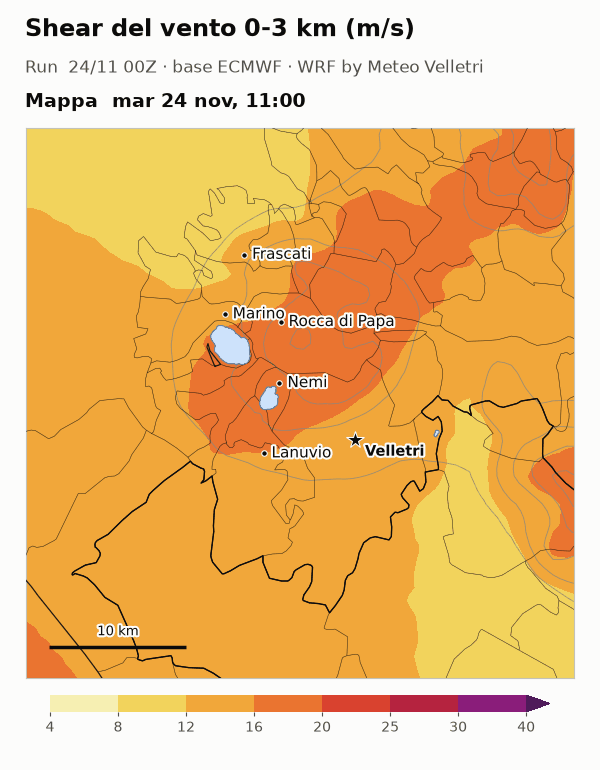 Shear del vento 0-3 km (m/s)
Run  24/11 00Z · base ECMWF · WRF by Meteo Velletri
Mappa  mar 24 nov, 11:00
Frascati
Marino
Rocca di Papa
Nemi
Velletri
Lanuvio
10 km
4 8 12 16 20 25 30 40